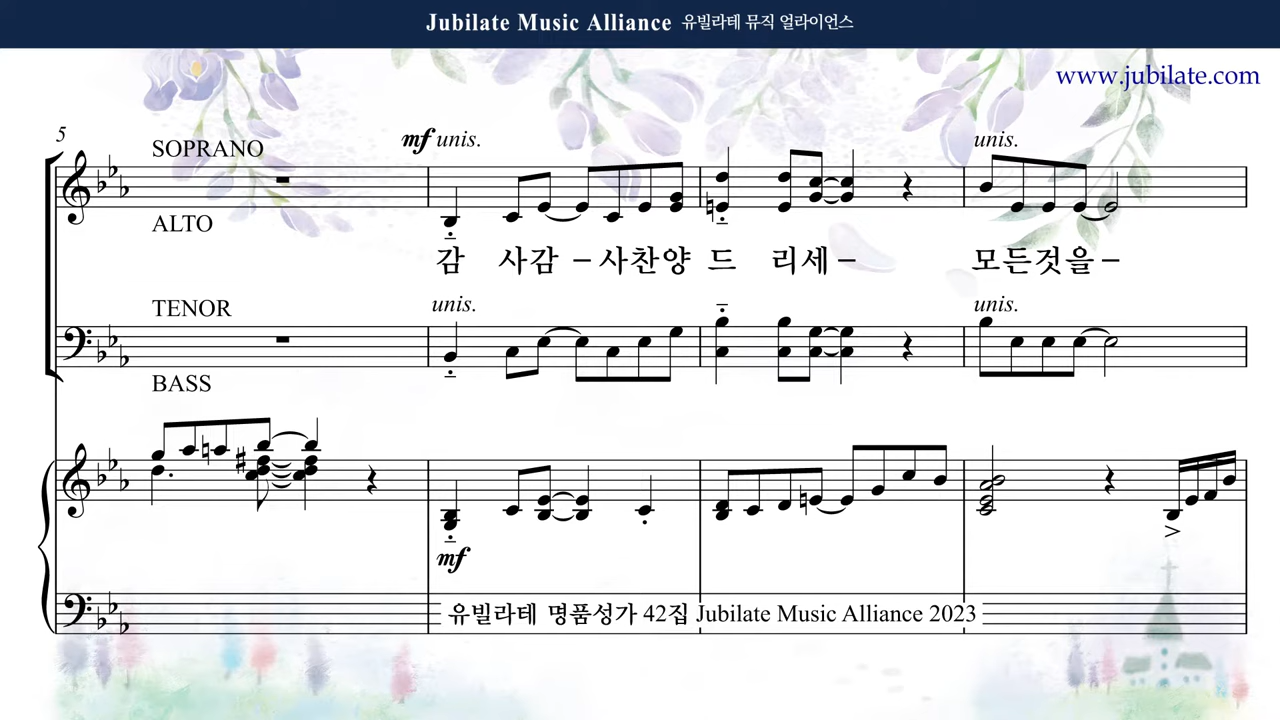 Jubilate Music Alliance 유빌라테 뮤직 얼라이언스
www.jubilate.com
5
SOPRANO
mf unis.
unis.
ALTO
감 사감 – 사찬양 드 리세 – 모든것을 –
TENOR
unis.
unis.
BASS
mf
유빌라테 명품성가 42집 Jubilate Music Alliance 2023